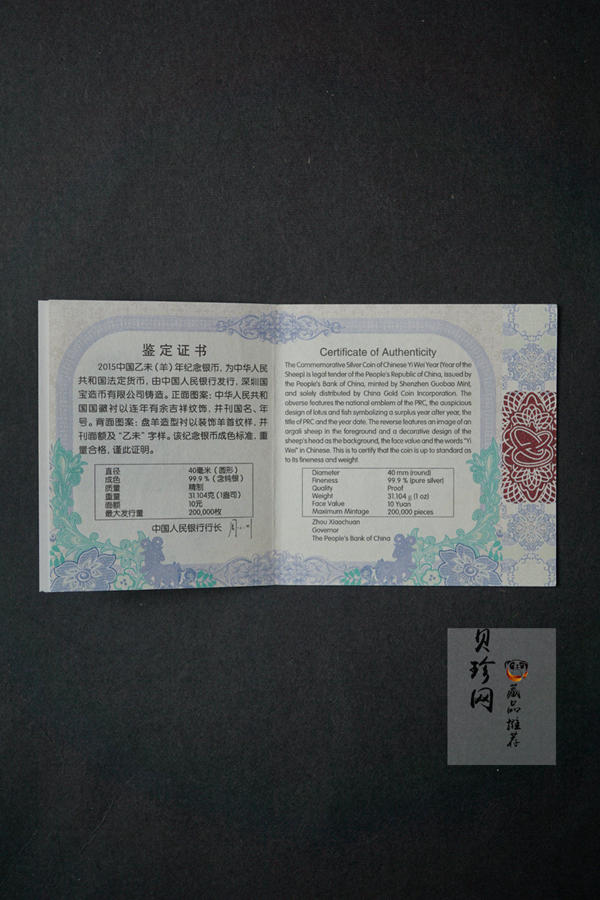 鉴定证书
2015中国乙未（羊）年纪念银币，为中华人民
共和国法定货币，由中国人民银行发行，深圳国
宝造币有限公司铸造。正面图案：中华人民共和
国国徽衬以连年有余吉祥纹饰，并刊国名、年
号。背面图案：盘羊造型衬以装饰羊首纹样，并
刊面额及“乙未”字样。该纪念银币成色标准，重
量合格，谨此证明。
直径 40毫米（圆形）
成色 99.9％（含纯银）
质量 精制
重量 31.104克（1盎司）
面额 10元
最大发行量 200,000枚
中国人民银行行长
Certificate of Authenticity
The Commemorative Silver Coin of Chinese Yi Wei Year (Year of the
Sheep) is legal tender of the People's Republic of China, issued by
the People's Bank of China, minted by Shenzhen Guobao Mint,
and solely distributed by China Gold Coin Incorporation. The
obverse features the national emblem of the PRC, the auspicious
design of lotus and fish symbolizing a surplus year after year, the
title of PRC and the year date. The reverse features an image of an
argali sheep in the foreground and a decorative design of the
sheep's head as the background, the face value and the words "Yi
Wei" in Chinese. This is to certify that the coin is up to standard as
to its fineness and weight.
Diameter 40 mm (round)
Fineness 99.9 % (pure silver)
Quality Proof
Weight 31.104 g (1 oz)
Face Value 10 Yuan
Maximum Mintage 200,000 pieces
Zhou Xiaochuan
Governor
The People's Bank of China
贝珍网
藏品推荐